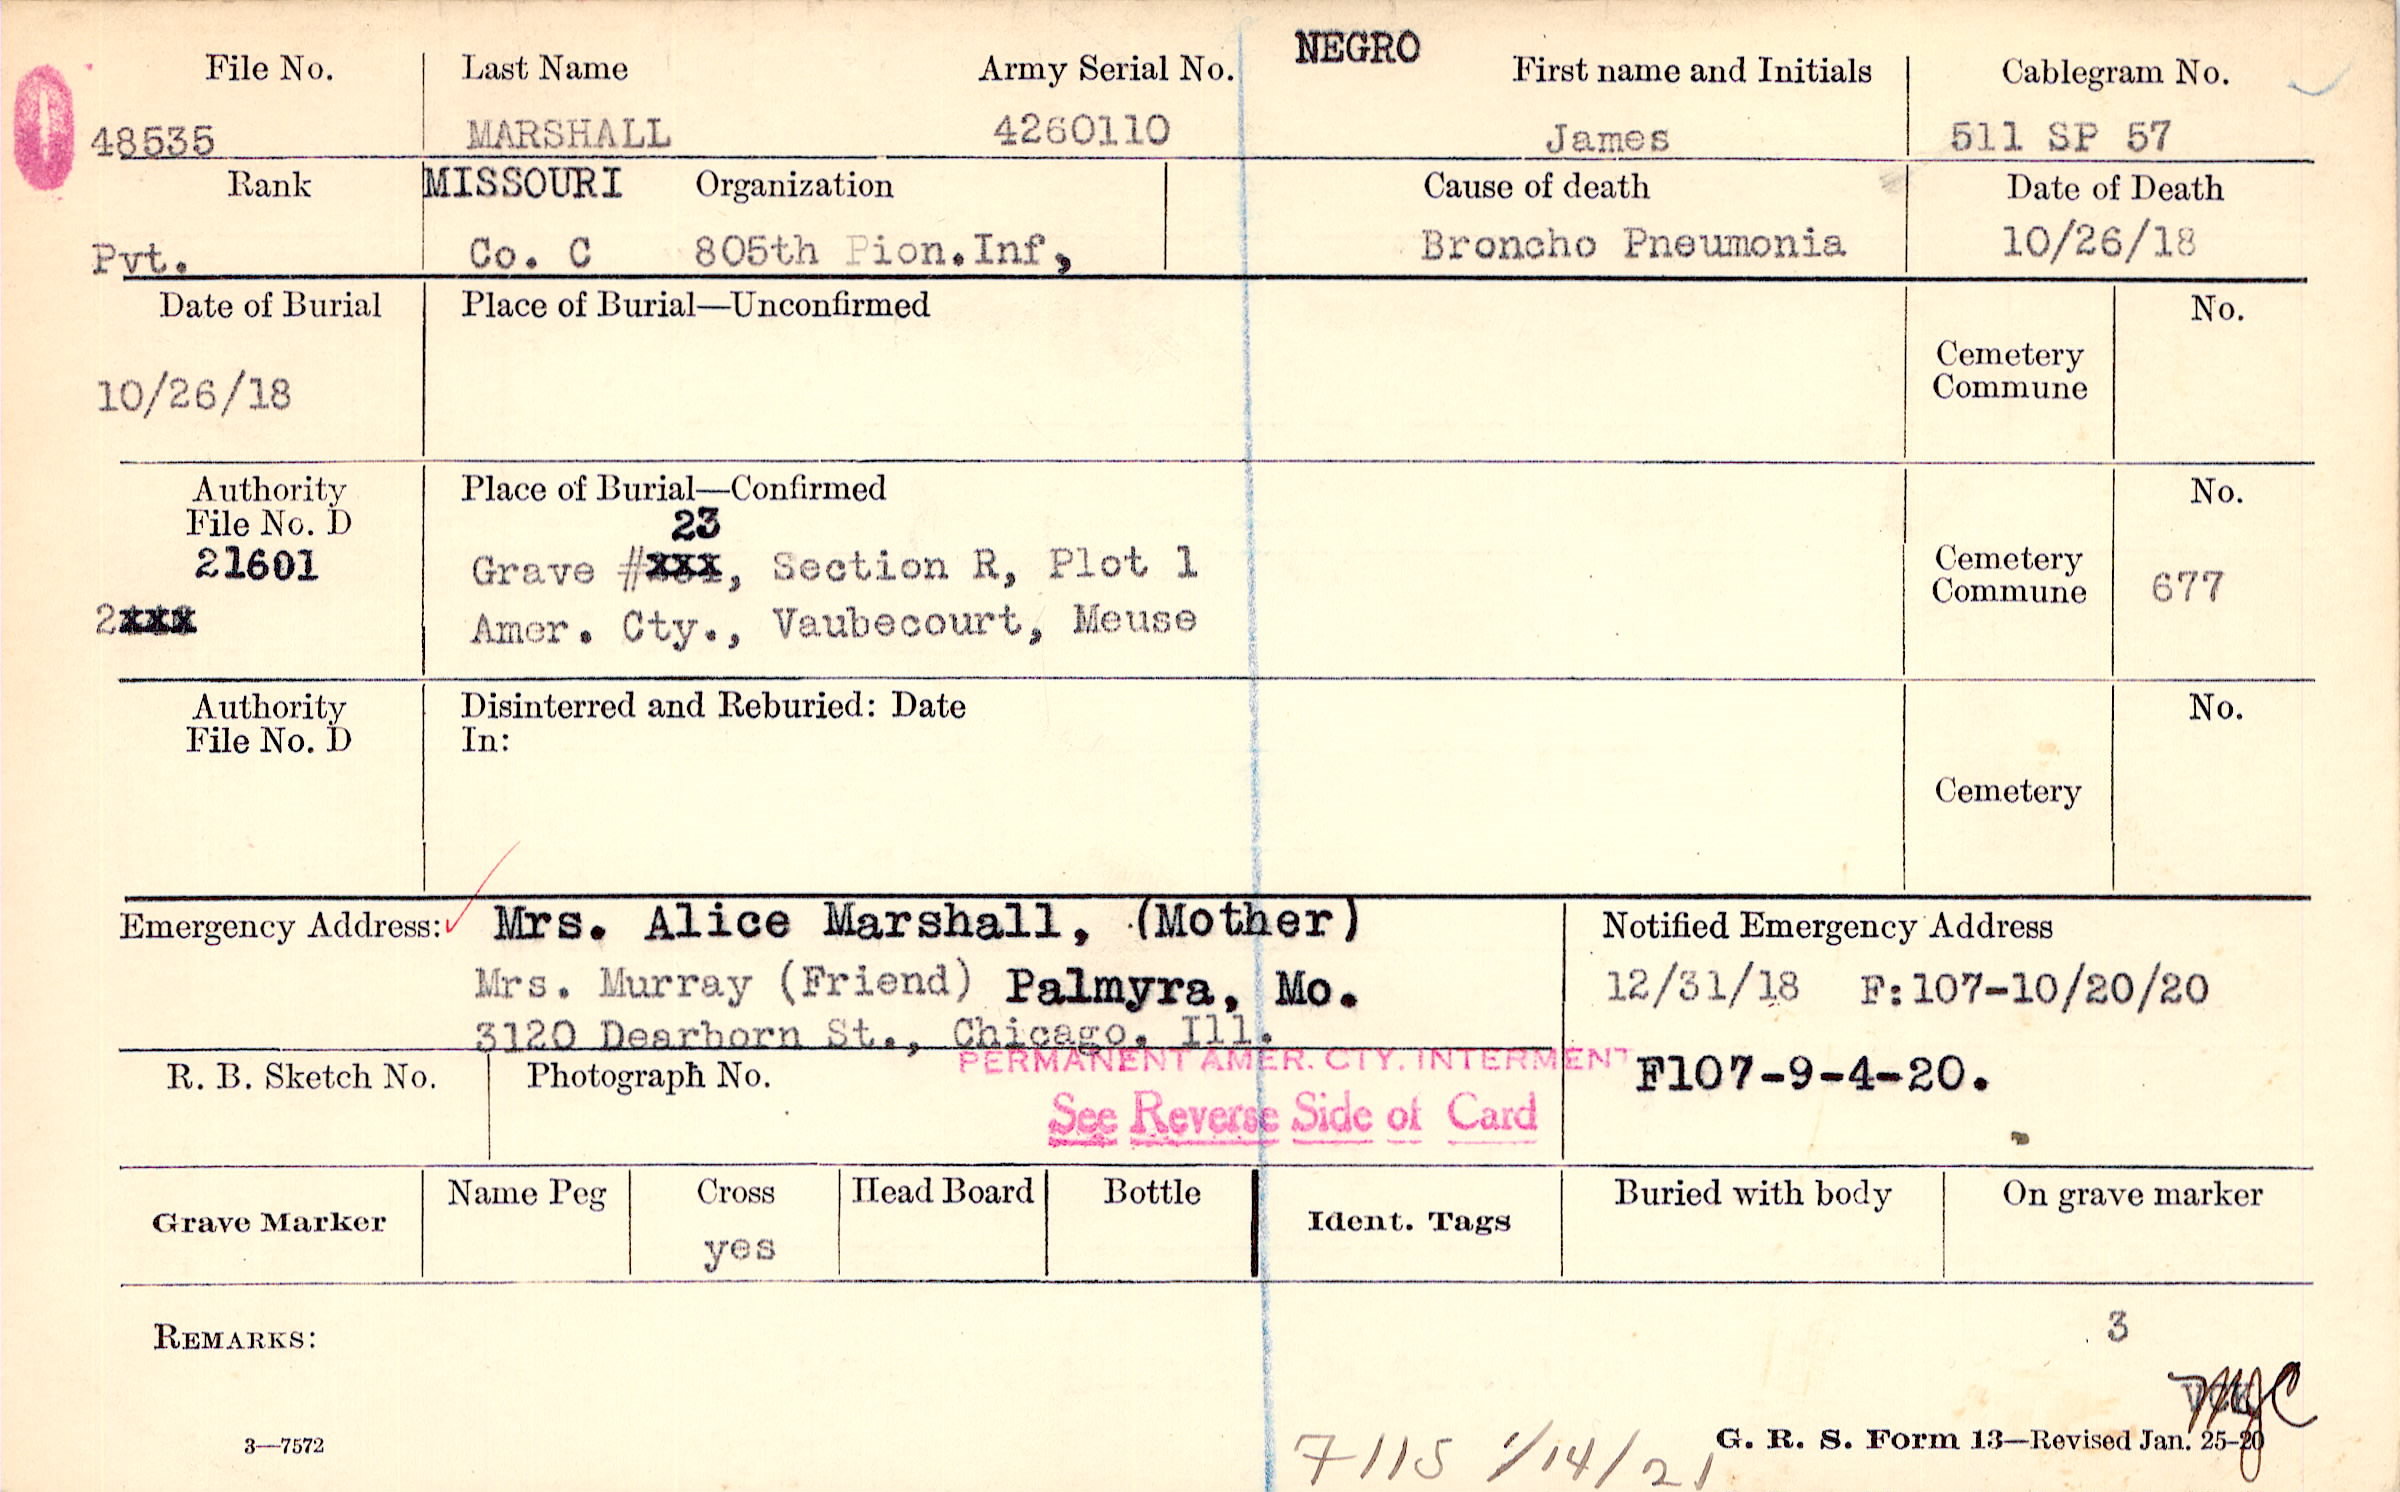 NEGRO
File No. Last Name Army Serial No. First name and Initials Cablegram No.
48535 MARSHALL 4260110 James 511 SP 57
Rank MISSOURI Organization Cause of death Date of Death
Pvt. Co. C 805th Pion.Inf, Broncho Pneumonia 10/26/18
Date of Burial Place of Burial—Unconfirmed No.
Cemetery
Commune
10/26/18
Authority Place of Burial—Confirmed No.
File No. D
23
21601 Grave #xxx, Section R, Plot 1 Cemetery
Commune 677
2xxx Amer. Cty., Vaubecourt, Meuse
Authority Disinterred and Reburied: Date No.
File No. D In:
Cemetery
Emergency Address: Mrs. Alice Marshall, (Mother) Notified Emergency Address
Mrs. Murray (Friend) Palmyra, Mo. 12/31/18 F:107-10/20/20
3120 Dearborn St., Chicago. Ill.
PERMANENT AMER. CTY. INTERMENT
R. B. Sketch No. Photograph No. F107-9-4-20.
See Reverse Side of Card
Grave Marker Name Peg Cross Head Board Bottle Ident. Tags Buried with body On grave marker
yes
3
REMARKS:
3—7572 G. R. S. Form 13—Revised Jan. 25-20
7115 1/14/21